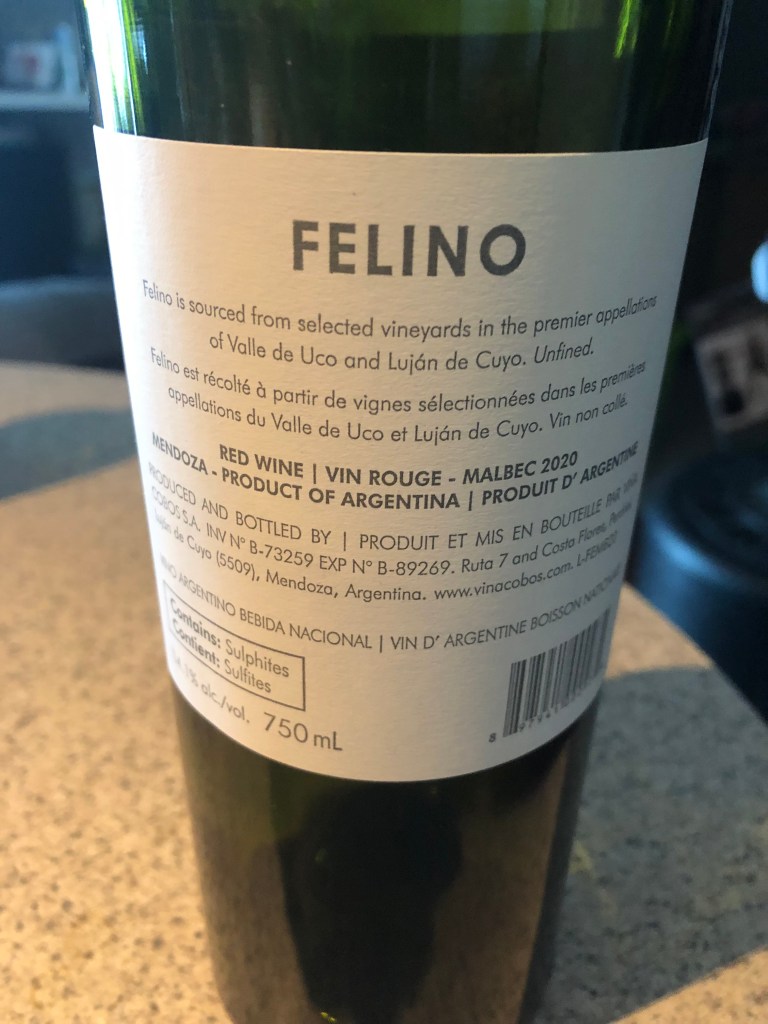 FELINO
Felino is sourced from selected vineyards in the premier appellations
of Valle de Uco and Luján de Cuyo. Unfined.
Felino est récolté à partir de vignes sélectionnées dans les premières
appellations du Valle de Uco et Luján de Cuyo. Vin non collé.
RED WINE | VIN ROUGE - MALBEC 2020
MENDOZA - PRODUCT OF ARGENTINA | PRODUIT D' ARGENTINE
PRODUCED AND BOTTLED BY | PRODUIT ET MIS EN BOUTEILLE PAR VIÑA
COBOS S.A. INV N° B-73259 EXP N° B-89269. Ruta 7 and Costa Flores,
Luján de Cuyo (5509), Mendoza, Argentina. www.vinacobos.com.
VINO ARGENTINO BEBIDA NACIONAL | VIN D' ARGENTINE BOISSON
Contains: Sulphites
Contient: Sulfites
alc./vol. 750 mL
8